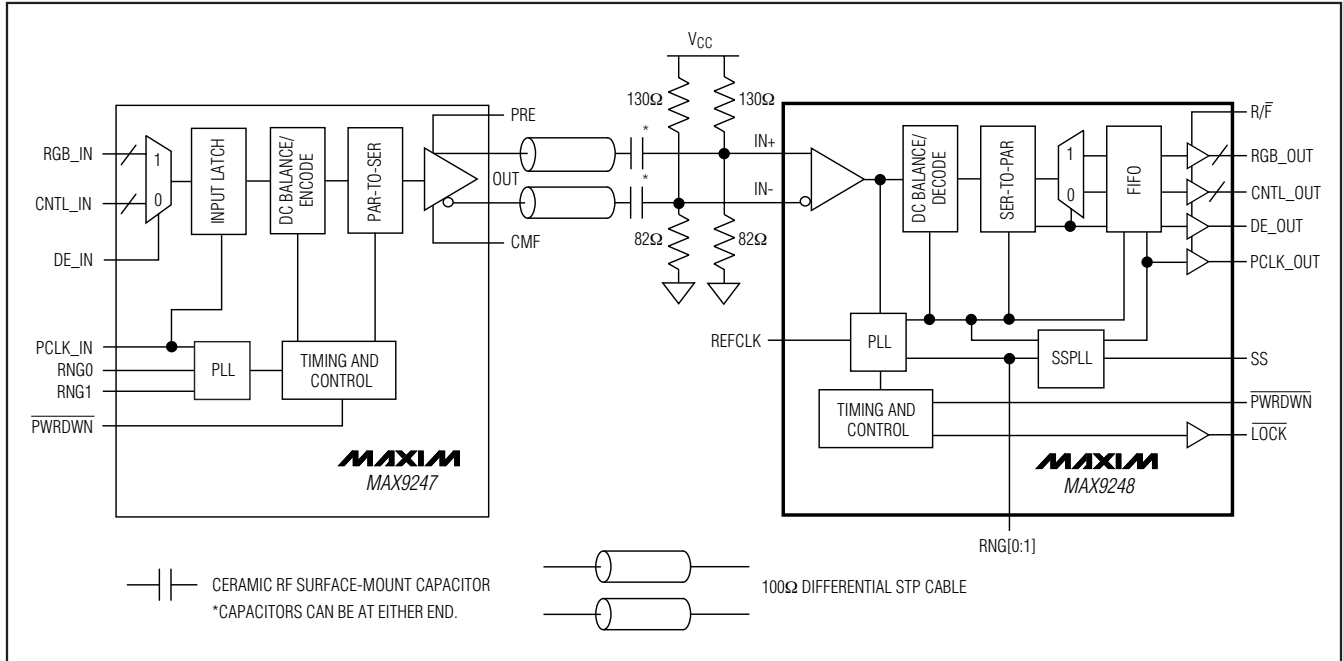 VCC
130Ω
130Ω
PRE
R/F̅
RGB_IN
1
0
CNTL_IN
INPUT LATCH
DC BALANCE/
ENCODE
PAR-TO-SER
OUT
*
*
IN+
IN-
DC BALANCE/
DECODE
SER-TO-PAR
1
0
FIFO
RGB_OUT
CNTL_OUT
DE_OUT
PCLK_OUT
DE_IN
CMF
82Ω
82Ω
PCLK_IN
RNG0
RNG1
P̅W̅R̅D̅W̅N̅
PLL
TIMING AND
CONTROL
REFCLK
PLL
SSPLL
SS
TIMING AND
CONTROL
P̅W̅R̅D̅W̅N̅
L̅O̅C̅K̅
MAXIM
MAX9247
MAXIM
MAX9248
RNG[0:1]
CERAMIC RF SURFACE-MOUNT CAPACITOR
*CAPACITORS CAN BE AT EITHER END.
100Ω DIFFERENTIAL STP CABLE